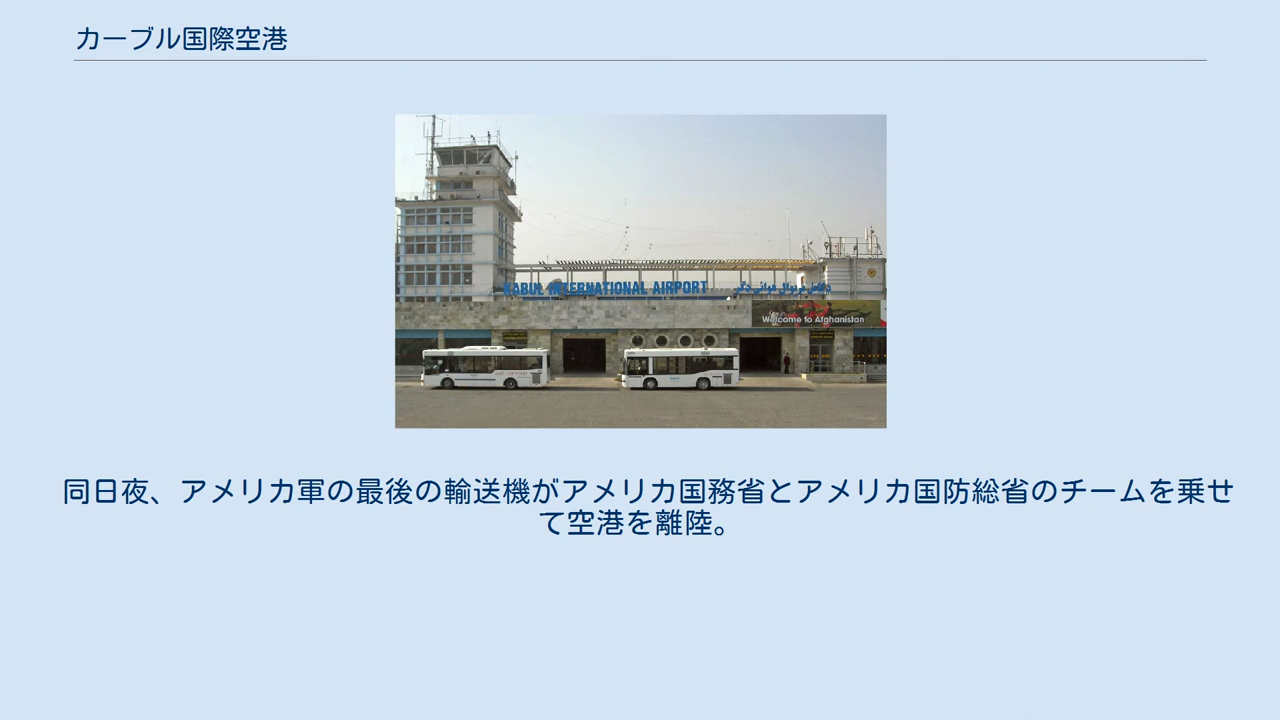 カーブル国際空港
KABUL INTERNATIONAL AIRPORT
Welcome to Afghanistan
同日夜、アメリカ軍の最後の輸送機がアメリカ国務省とアメリカ国防総省のチームを乗せ
て空港を離陸。